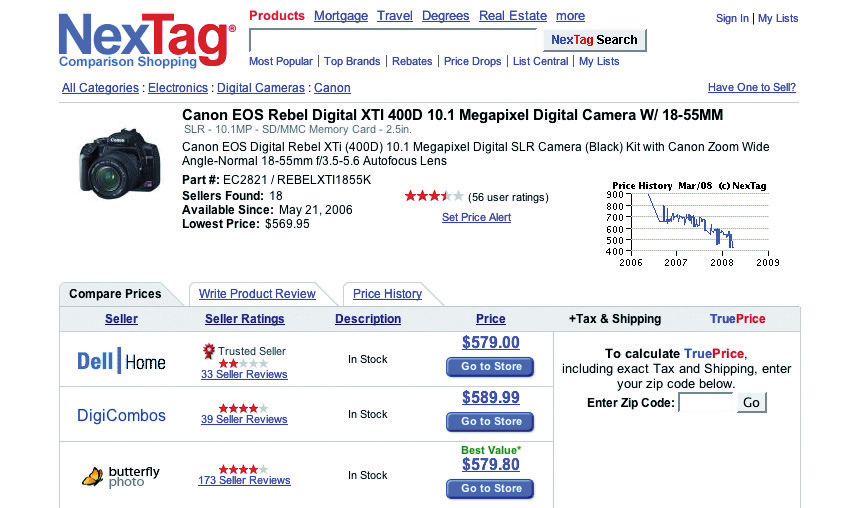 NexTag®
Comparison Shopping
Products Mortgage Travel Degrees Real Estate more
Sign In | My Lists
NexTag Search
Most Popular | Top Brands | Rebates | Price Drops | List Central | My Lists
All Categories : Electronics : Digital Cameras : Canon
Have One to Sell?
Canon EOS Rebel Digital XTI 400D 10.1 Megapixel Digital Camera W/ 18-55MM
SLR - 10.1MP - SD/MMC Memory Card - 2.5in.
Canon EOS Digital Rebel XTi (400D) 10.1 Megapixel Digital SLR Camera (Black) Kit with Canon Zoom Wide
Angle-Normal 18-55mm f/3.5-5.6 Autofocus Lens
Part #: EC2821 / REBELXTI1855K
Sellers Found: 18
Available Since: May 21, 2006
Lowest Price: $569.95
(56 user ratings)
Set Price Alert
Canon
Price History Mar/08 (c) NexTag
900
800
700
600
500
400
2006 2007 2008 2009
Compare Prices Write Product Review Price History
Seller Seller Ratings Description Price +Tax & Shipping TruePrice
Dell | Home
Trusted Seller
33 Seller Reviews
In Stock
$579.00
Go to Store
To calculate TruePrice,
including exact Tax and Shipping, enter
your zip code below.
Enter Zip Code: Go
DigiCombos
39 Seller Reviews
In Stock
$589.99
Go to Store
butterfly
photo
173 Seller Reviews
In Stock
Best Value*
$579.80
Go to Store